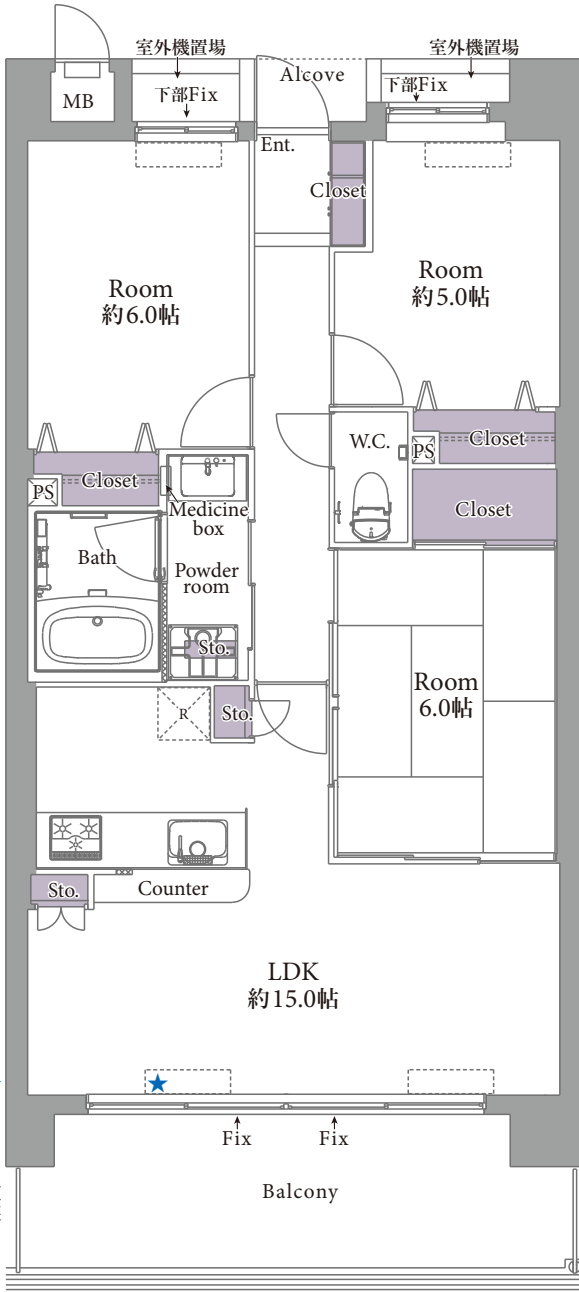 室外機置場
室外機置場
Alcove
下部Fix
下部Fix
MB
Ent.
Closet
Room
約6.0帖
Room
約5.0帖
W.C.
PS
Closet
Closet
PS
Closet
Medicine
box
Bath
Powder
room
Sto.
Room
6.0帖
R
Sto.
Sto.
Counter
LDK
約15.0帖
★
Fix
Fix
Balcony